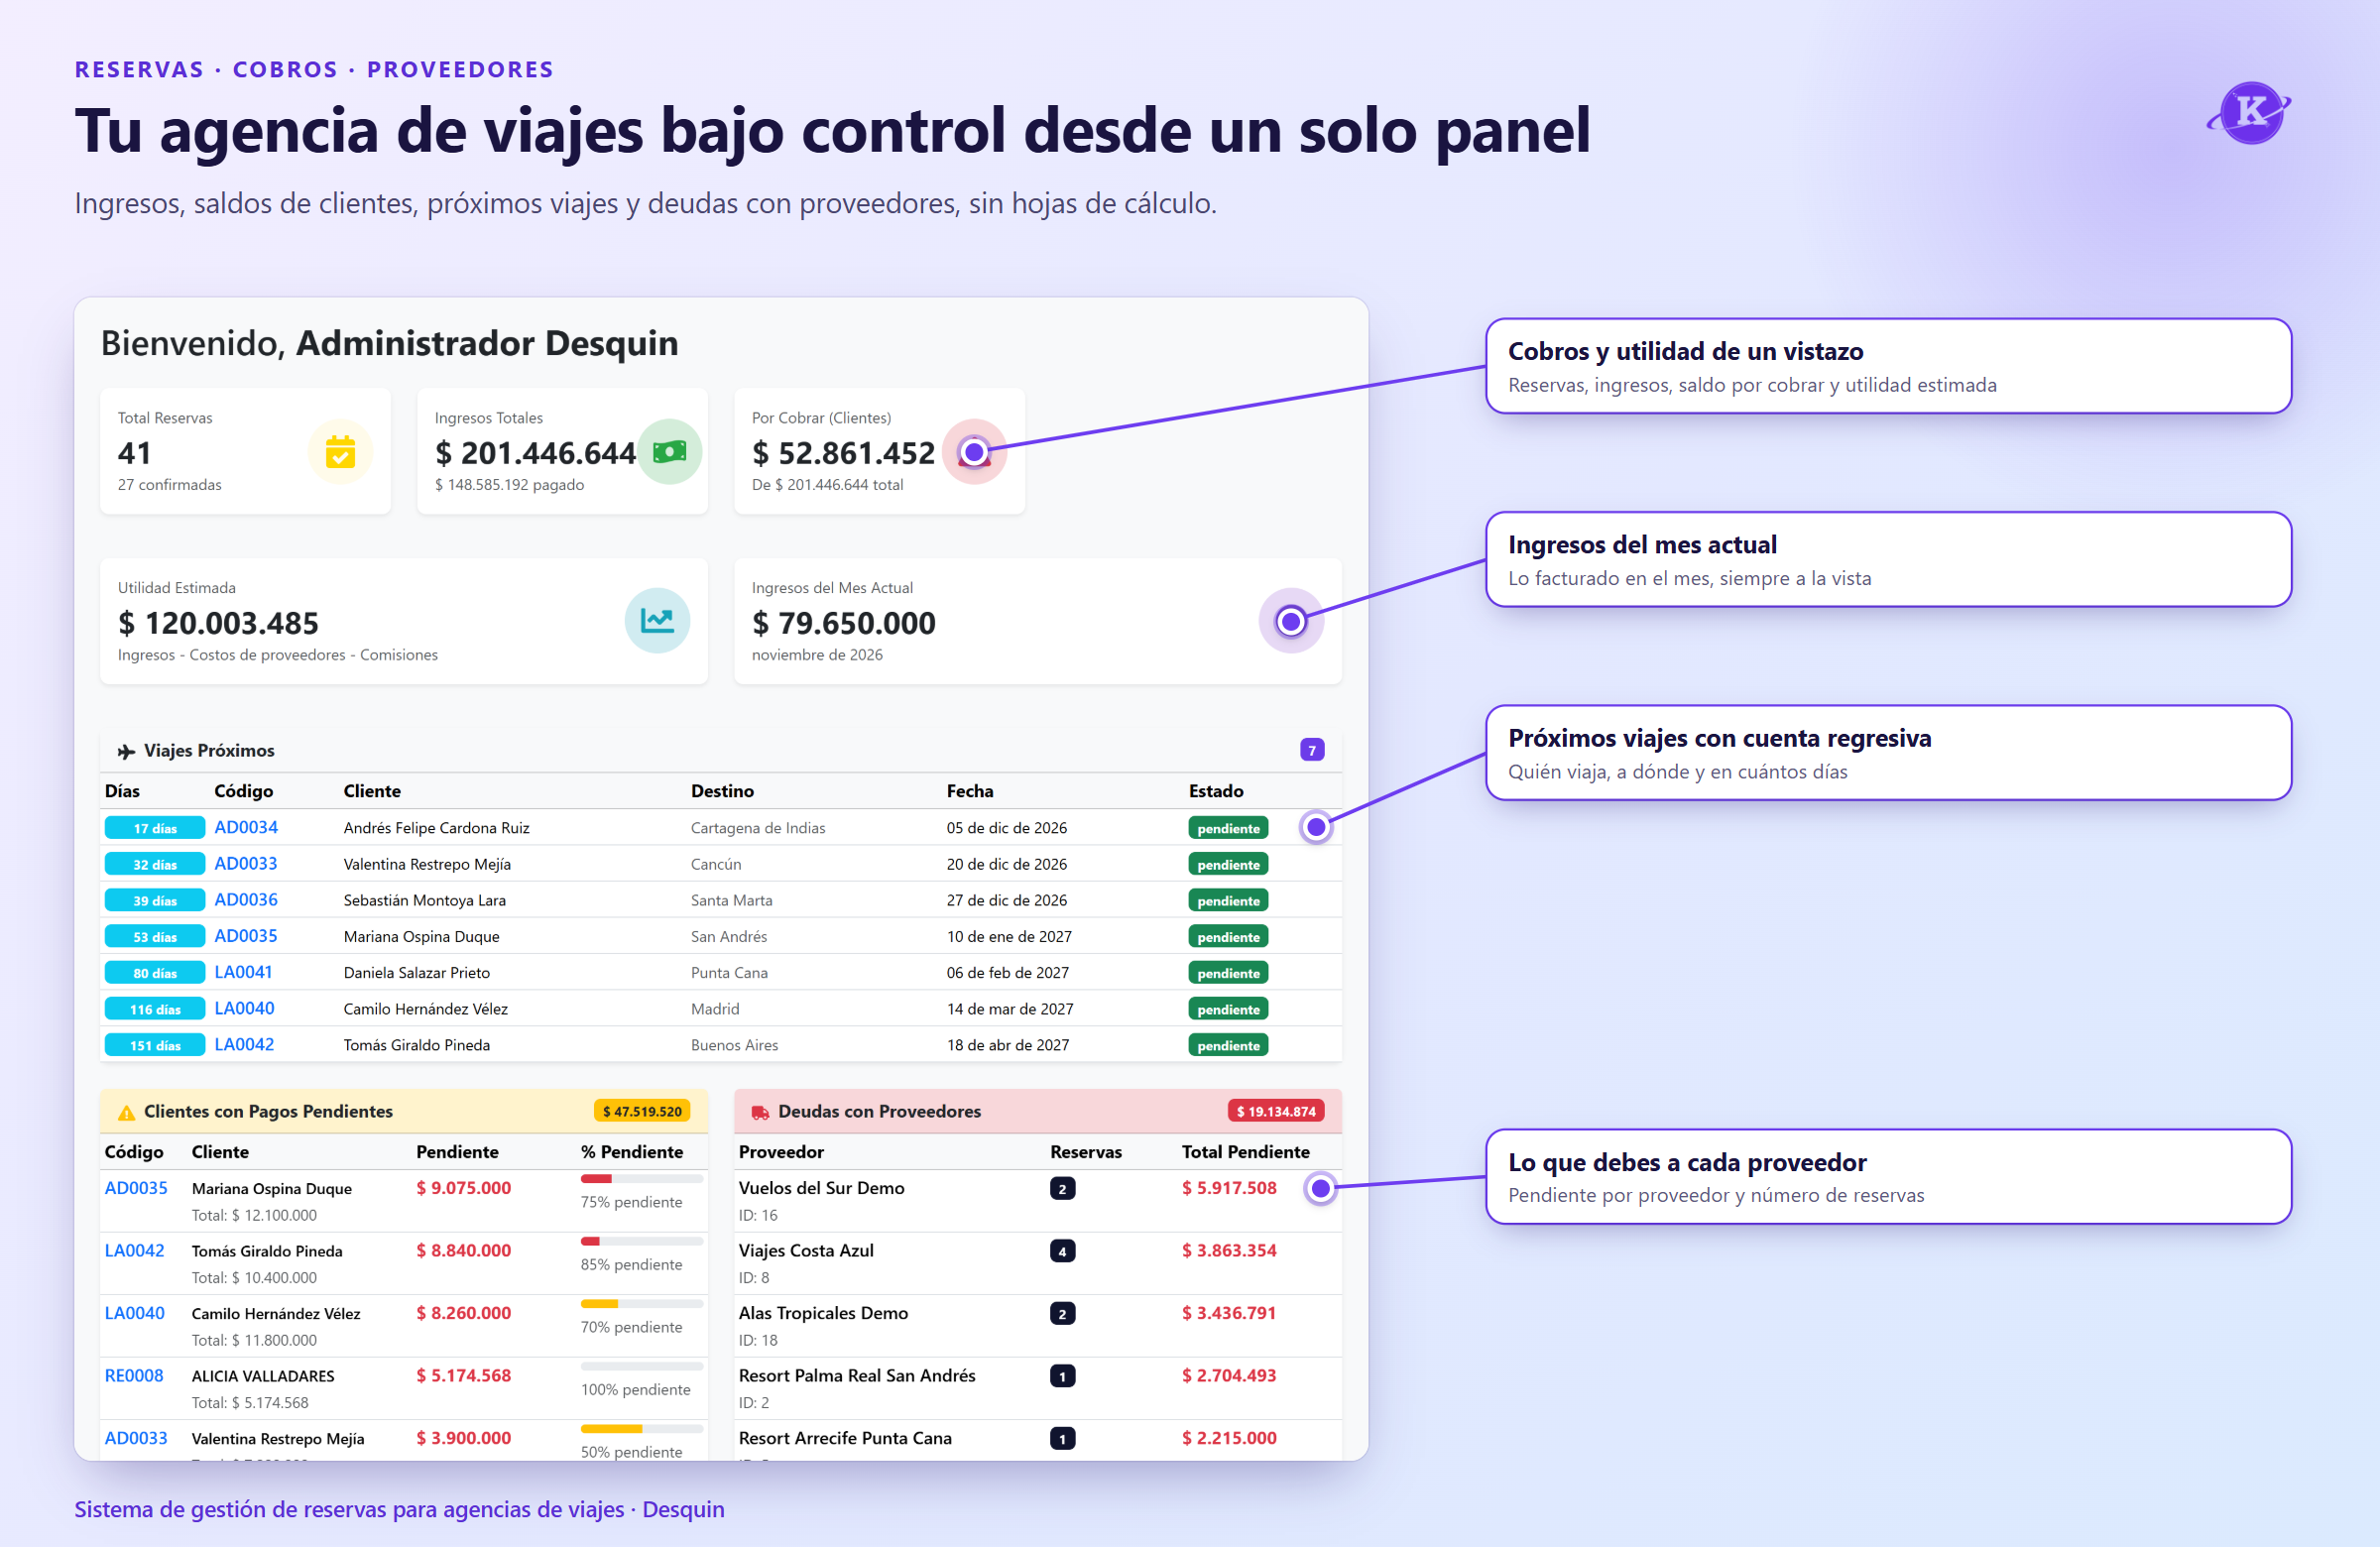 RESERVAS · COBROS · PROVEEDORES
Tu agencia de viajes bajo control desde un solo panel
Ingresos, saldos de clientes, próximos viajes y deudas con proveedores, sin hojas de cálculo.
K
Bienvenido, Administrador Desquin
Total Reservas
41
27 confirmadas
Ingresos Totales
$ 201.446.644
$ 148.585.192 pagado
Por Cobrar (Clientes)
$ 52.861.452
De $ 201.446.644 total
Utilidad Estimada
$ 120.003.485
Ingresos - Costos de proveedores - Comisiones
Ingresos del Mes Actual
$ 79.650.000
noviembre de 2026
Viajes Próximos 7
Días Código Cliente Destino Fecha Estado
17 días AD0034 Andrés Felipe Cardona Ruiz Cartagena de Indias 05 de dic de 2026 pendiente
32 días AD0033 Valentina Restrepo Mejía Cancún 20 de dic de 2026 pendiente
39 días AD0036 Sebastián Montoya Lara Santa Marta 27 de dic de 2026 pendiente
53 días AD0035 Mariana Ospina Duque San Andrés 10 de ene de 2027 pendiente
80 días LA0041 Daniela Salazar Prieto Punta Cana 06 de feb de 2027 pendiente
116 días LA0040 Camilo Hernández Vélez Madrid 14 de mar de 2027 pendiente
151 días LA0042 Tomás Giraldo Pineda Buenos Aires 18 de abr de 2027 pendiente
Clientes con Pagos Pendientes $ 47.519.520
Código Cliente Pendiente % Pendiente
AD0035 Mariana Ospina Duque $ 9.075.000
Total: $ 12.100.000 75% pendiente
LA0042 Tomás Giraldo Pineda $ 8.840.000
Total: $ 10.400.000 85% pendiente
LA0040 Camilo Hernández Vélez $ 8.260.000
Total: $ 11.800.000 70% pendiente
RE0008 ALICIA VALLADARES $ 5.174.568
Total: $ 5.174.568 100% pendiente
AD0033 Valentina Restrepo Mejía $ 3.900.000
50% pendiente
Deudas con Proveedores $ 19.134.874
Proveedor Reservas Total Pendiente
Vuelos del Sur Demo 2 $ 5.917.508
ID: 16
Viajes Costa Azul 4 $ 3.863.354
ID: 8
Alas Tropicales Demo 2 $ 3.436.791
ID: 18
Resort Palma Real San Andrés 1 $ 2.704.493
ID: 2
Resort Arrecife Punta Cana 1 $ 2.215.000
Cobros y utilidad de un vistazo
Reservas, ingresos, saldo por cobrar y utilidad estimada
Ingresos del mes actual
Lo facturado en el mes, siempre a la vista
Próximos viajes con cuenta regresiva
Quién viaja, a dónde y en cuántos días
Lo que debes a cada proveedor
Pendiente por proveedor y número de reservas
Sistema de gestión de reservas para agencias de viajes · Desquin